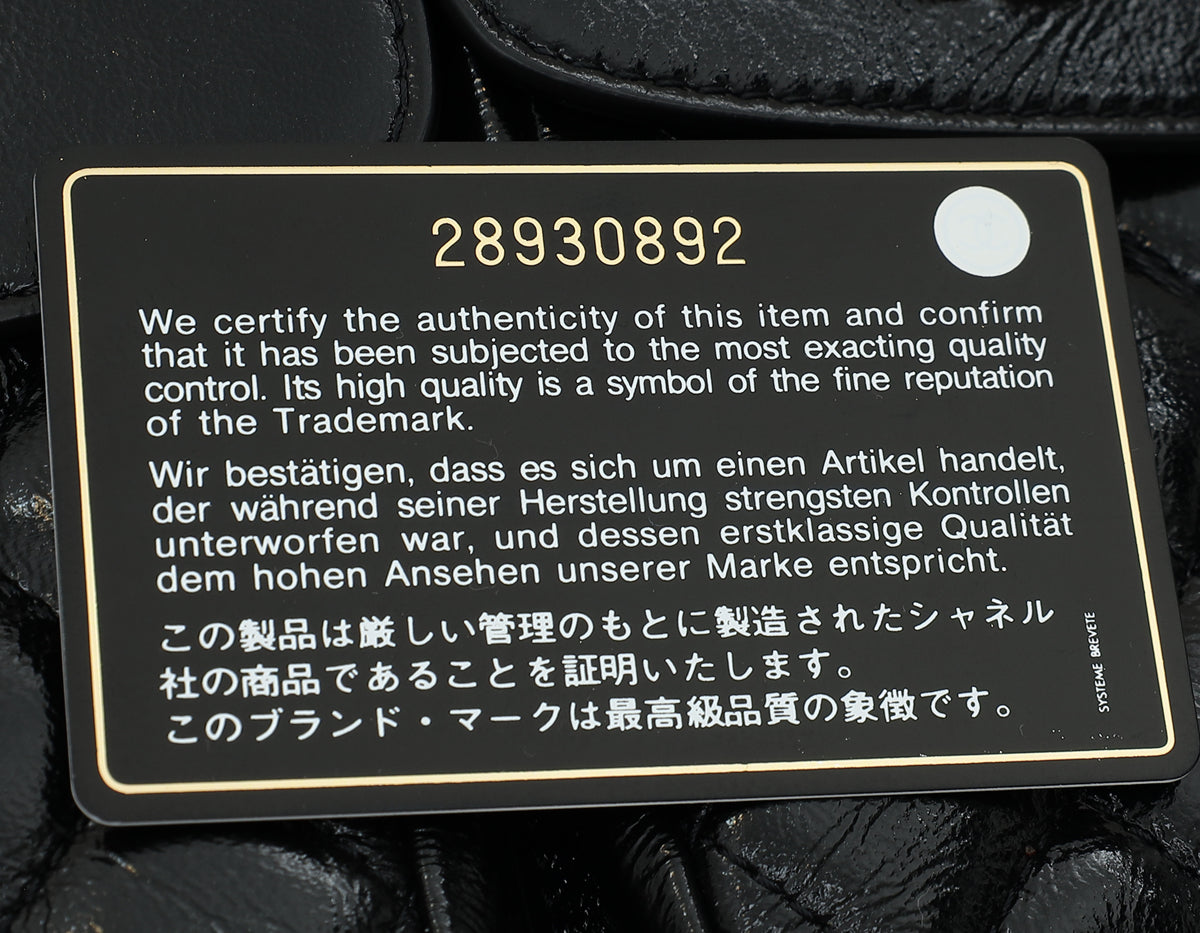 28930892
We certify the authenticity of this item and confirm
that it has been subjected to the most exacting quality
control. Its high quality is a symbol of the fine reputation
of the Trademark.
Wir bestätigen, dass es sich um einen Artikel handelt,
der während seiner Herstellung strengsten Kontrollen
unterworfen war, und dessen erstklassige Qualität
dem hohen Ansehen unserer Marke entspricht.
この製品は厳しい管理のもとに製造されたシャネル
社の商品であることを証明いたします。
このブランド・マークは最高級品質の象徴です。
SYSTEME BREVETE